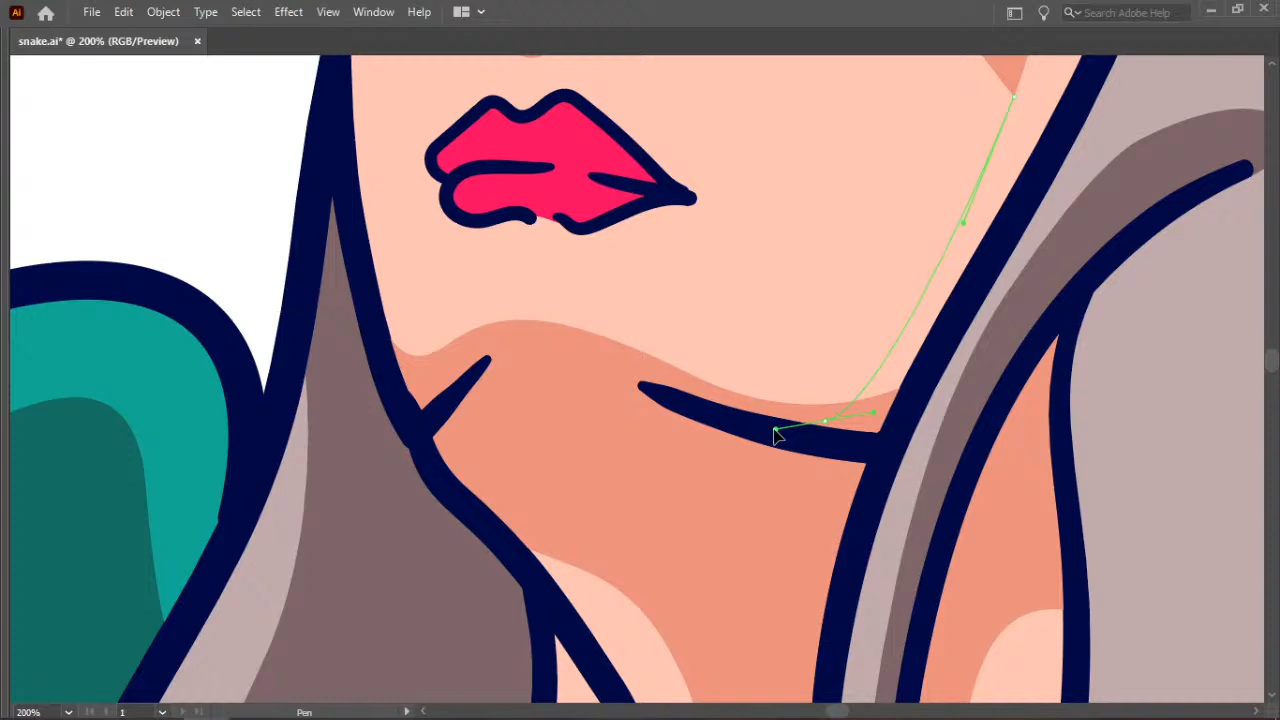 Ai File Edit Object Type Select Effect View Window Help Search Adobe Help
snake.ai* @ 200% (RGB/Preview) ×
200% 1 Pen